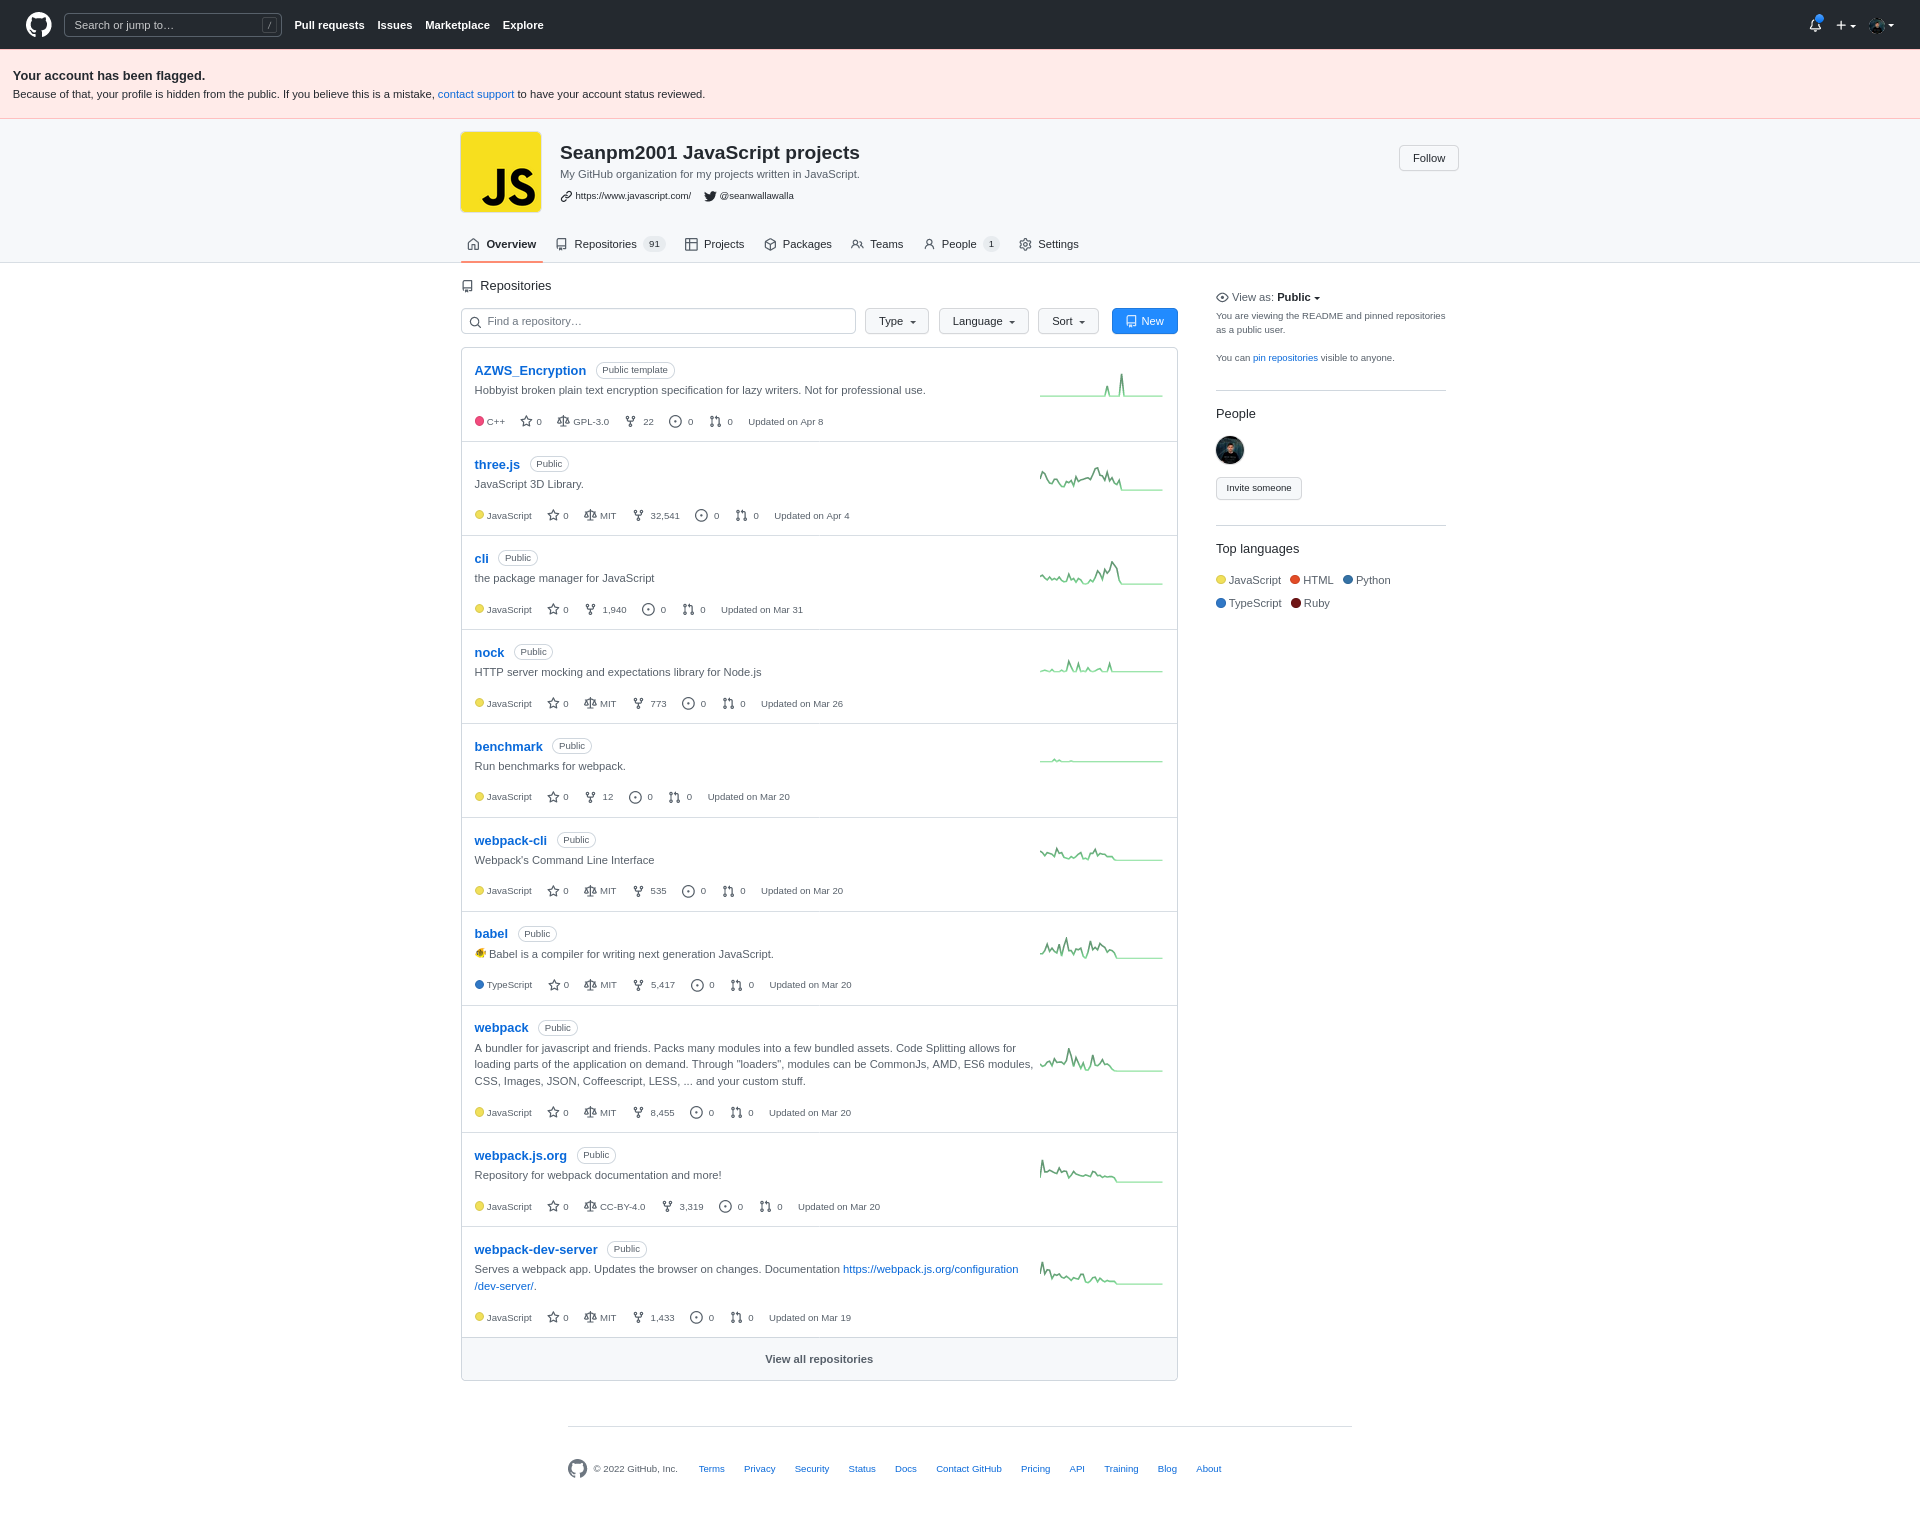 Search or jump to… /
Pull requests Issues Marketplace Explore
Your account has been flagged.
Because of that, your profile is hidden from the public. If you believe this is a mistake, contact support to have your account status reviewed.
JS
Seanpm2001 JavaScript projects
My GitHub organization for my projects written in JavaScript.
https://www.javascript.com/ @seanwallawalla
Follow
Overview Repositories 91 Projects Packages Teams People 1 Settings
Repositories
Find a repository… Type Language Sort New
AZWS_Encryption Public template
Hobbyist broken plain text encryption specification for lazy writers. Not for professional use.
C++ 0 GPL-3.0 22 0 0 Updated on Apr 8
three.js Public
JavaScript 3D Library.
JavaScript 0 MIT 32,541 0 0 Updated on Apr 4
cli Public
the package manager for JavaScript
JavaScript 0 1,940 0 0 Updated on Mar 31
nock Public
HTTP server mocking and expectations library for Node.js
JavaScript 0 MIT 773 0 0 Updated on Mar 26
benchmark Public
Run benchmarks for webpack.
JavaScript 0 12 0 0 Updated on Mar 20
webpack-cli Public
Webpack's Command Line Interface
JavaScript 0 MIT 535 0 0 Updated on Mar 20
babel Public
🐠 Babel is a compiler for writing next generation JavaScript.
TypeScript 0 MIT 5,417 0 0 Updated on Mar 20
webpack Public
A bundler for javascript and friends. Packs many modules into a few bundled assets. Code Splitting allows for
loading parts of the application on demand. Through "loaders", modules can be CommonJs, AMD, ES6 modules,
CSS, Images, JSON, Coffeescript, LESS, ... and your custom stuff.
JavaScript 0 MIT 8,455 0 0 Updated on Mar 20
webpack.js.org Public
Repository for webpack documentation and more!
JavaScript 0 CC-BY-4.0 3,319 0 0 Updated on Mar 20
webpack-dev-server Public
Serves a webpack app. Updates the browser on changes. Documentation https://webpack.js.org/configuration
/dev-server/.
JavaScript 0 MIT 1,433 0 0 Updated on Mar 19
View all repositories
View as: Public
You are viewing the README and pinned repositories
as a public user.
You can pin repositories visible to anyone.
People
Invite someone
Top languages
JavaScript HTML Python
TypeScript Ruby
© 2022 GitHub, Inc. Terms Privacy Security Status Docs Contact GitHub Pricing API Training Blog About